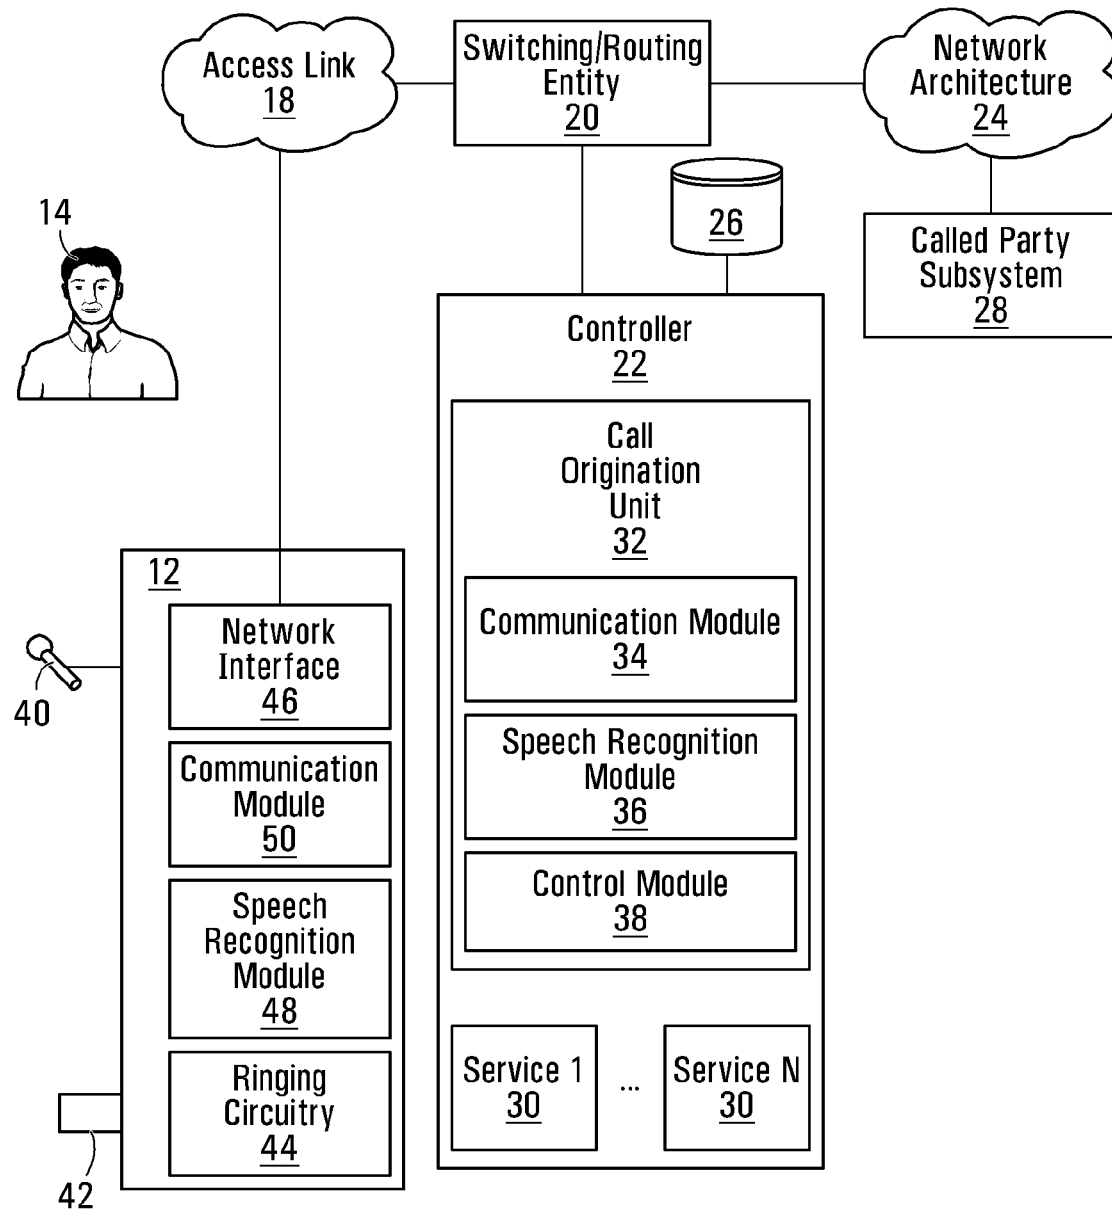 Access Link
18
Switching/Routing
Entity
20
Network
Architecture
24
14
26
Called Party
Subsystem
28
Controller
22
Call
Origination
Unit
32
Communication Module
34
Speech Recognition
Module
36
Control Module
38
Service 1
30
...
Service N
30
12
Network
Interface
46
40
Communication
Module
50
Speech
Recognition
Module
48
Ringing
Circuitry
44
42